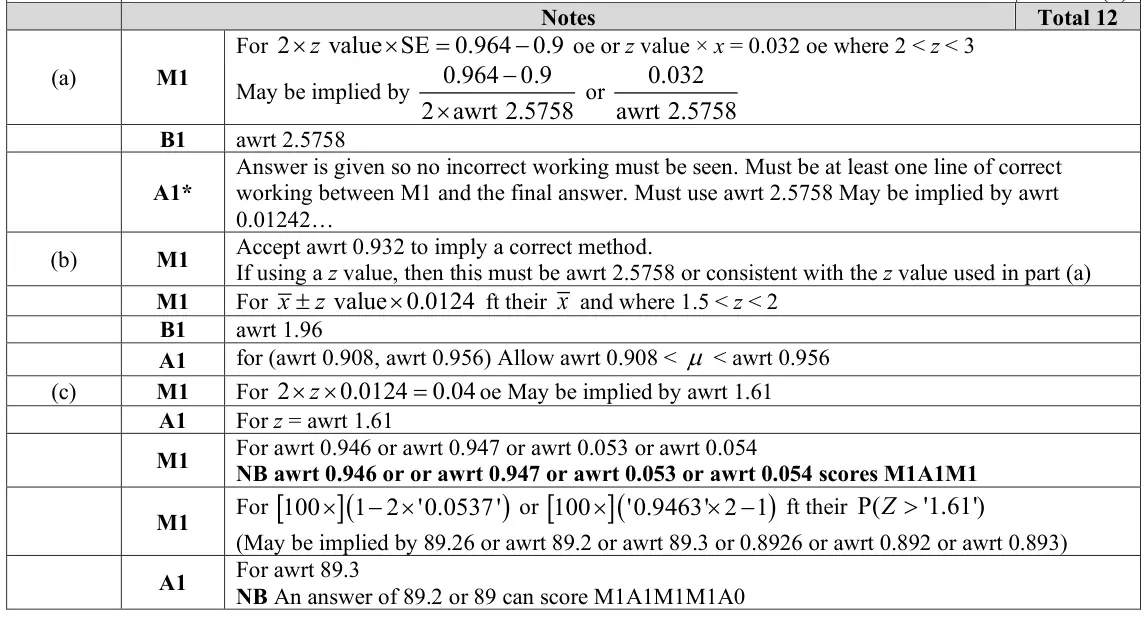 Notes Total 12
(a) M1 For 2 × z value × SE = 0.964 − 0.9 oe or z value × x = 0.032 oe where 2 < z < 3
May be implied by (0.964 − 0.9)/(2 × awrt 2.5758) or 0.032/(awrt 2.5758)
B1 awrt 2.5758
A1* Answer is given so no incorrect working must be seen. Must be at least one line of correct
working between M1 and the final answer. Must use awrt 2.5758 May be implied by awrt
0.01242…
(b) M1 Accept awrt 0.932 to imply a correct method.
If using a z value, then this must be awrt 2.5758 or consistent with the z value used in part (a)
M1 For x̄ ± z value × 0.0124 ft their x̄ and where 1.5 < z < 2
B1 awrt 1.96
A1 for (awrt 0.908, awrt 0.956) Allow awrt 0.908 < μ < awrt 0.956
(c) M1 For 2 × z × 0.0124 = 0.04 oe May be implied by awrt 1.61
A1 For z = awrt 1.61
M1 For awrt 0.946 or awrt 0.947 or awrt 0.053 or awrt 0.054
NB awrt 0.946 or or awrt 0.947 or awrt 0.053 or awrt 0.054 scores M1A1M1
M1 For [100×](1 − 2 × '0.0537') or [100×]('0.9463' × 2 − 1) ft their P(Z > '1.61')
(May be implied by 89.26 or awrt 89.2 or awrt 89.3 or 0.8926 or awrt 0.892 or awrt 0.893)
A1 For awrt 89.3
NB An answer of 89.2 or 89 can score M1A1M1M1A0